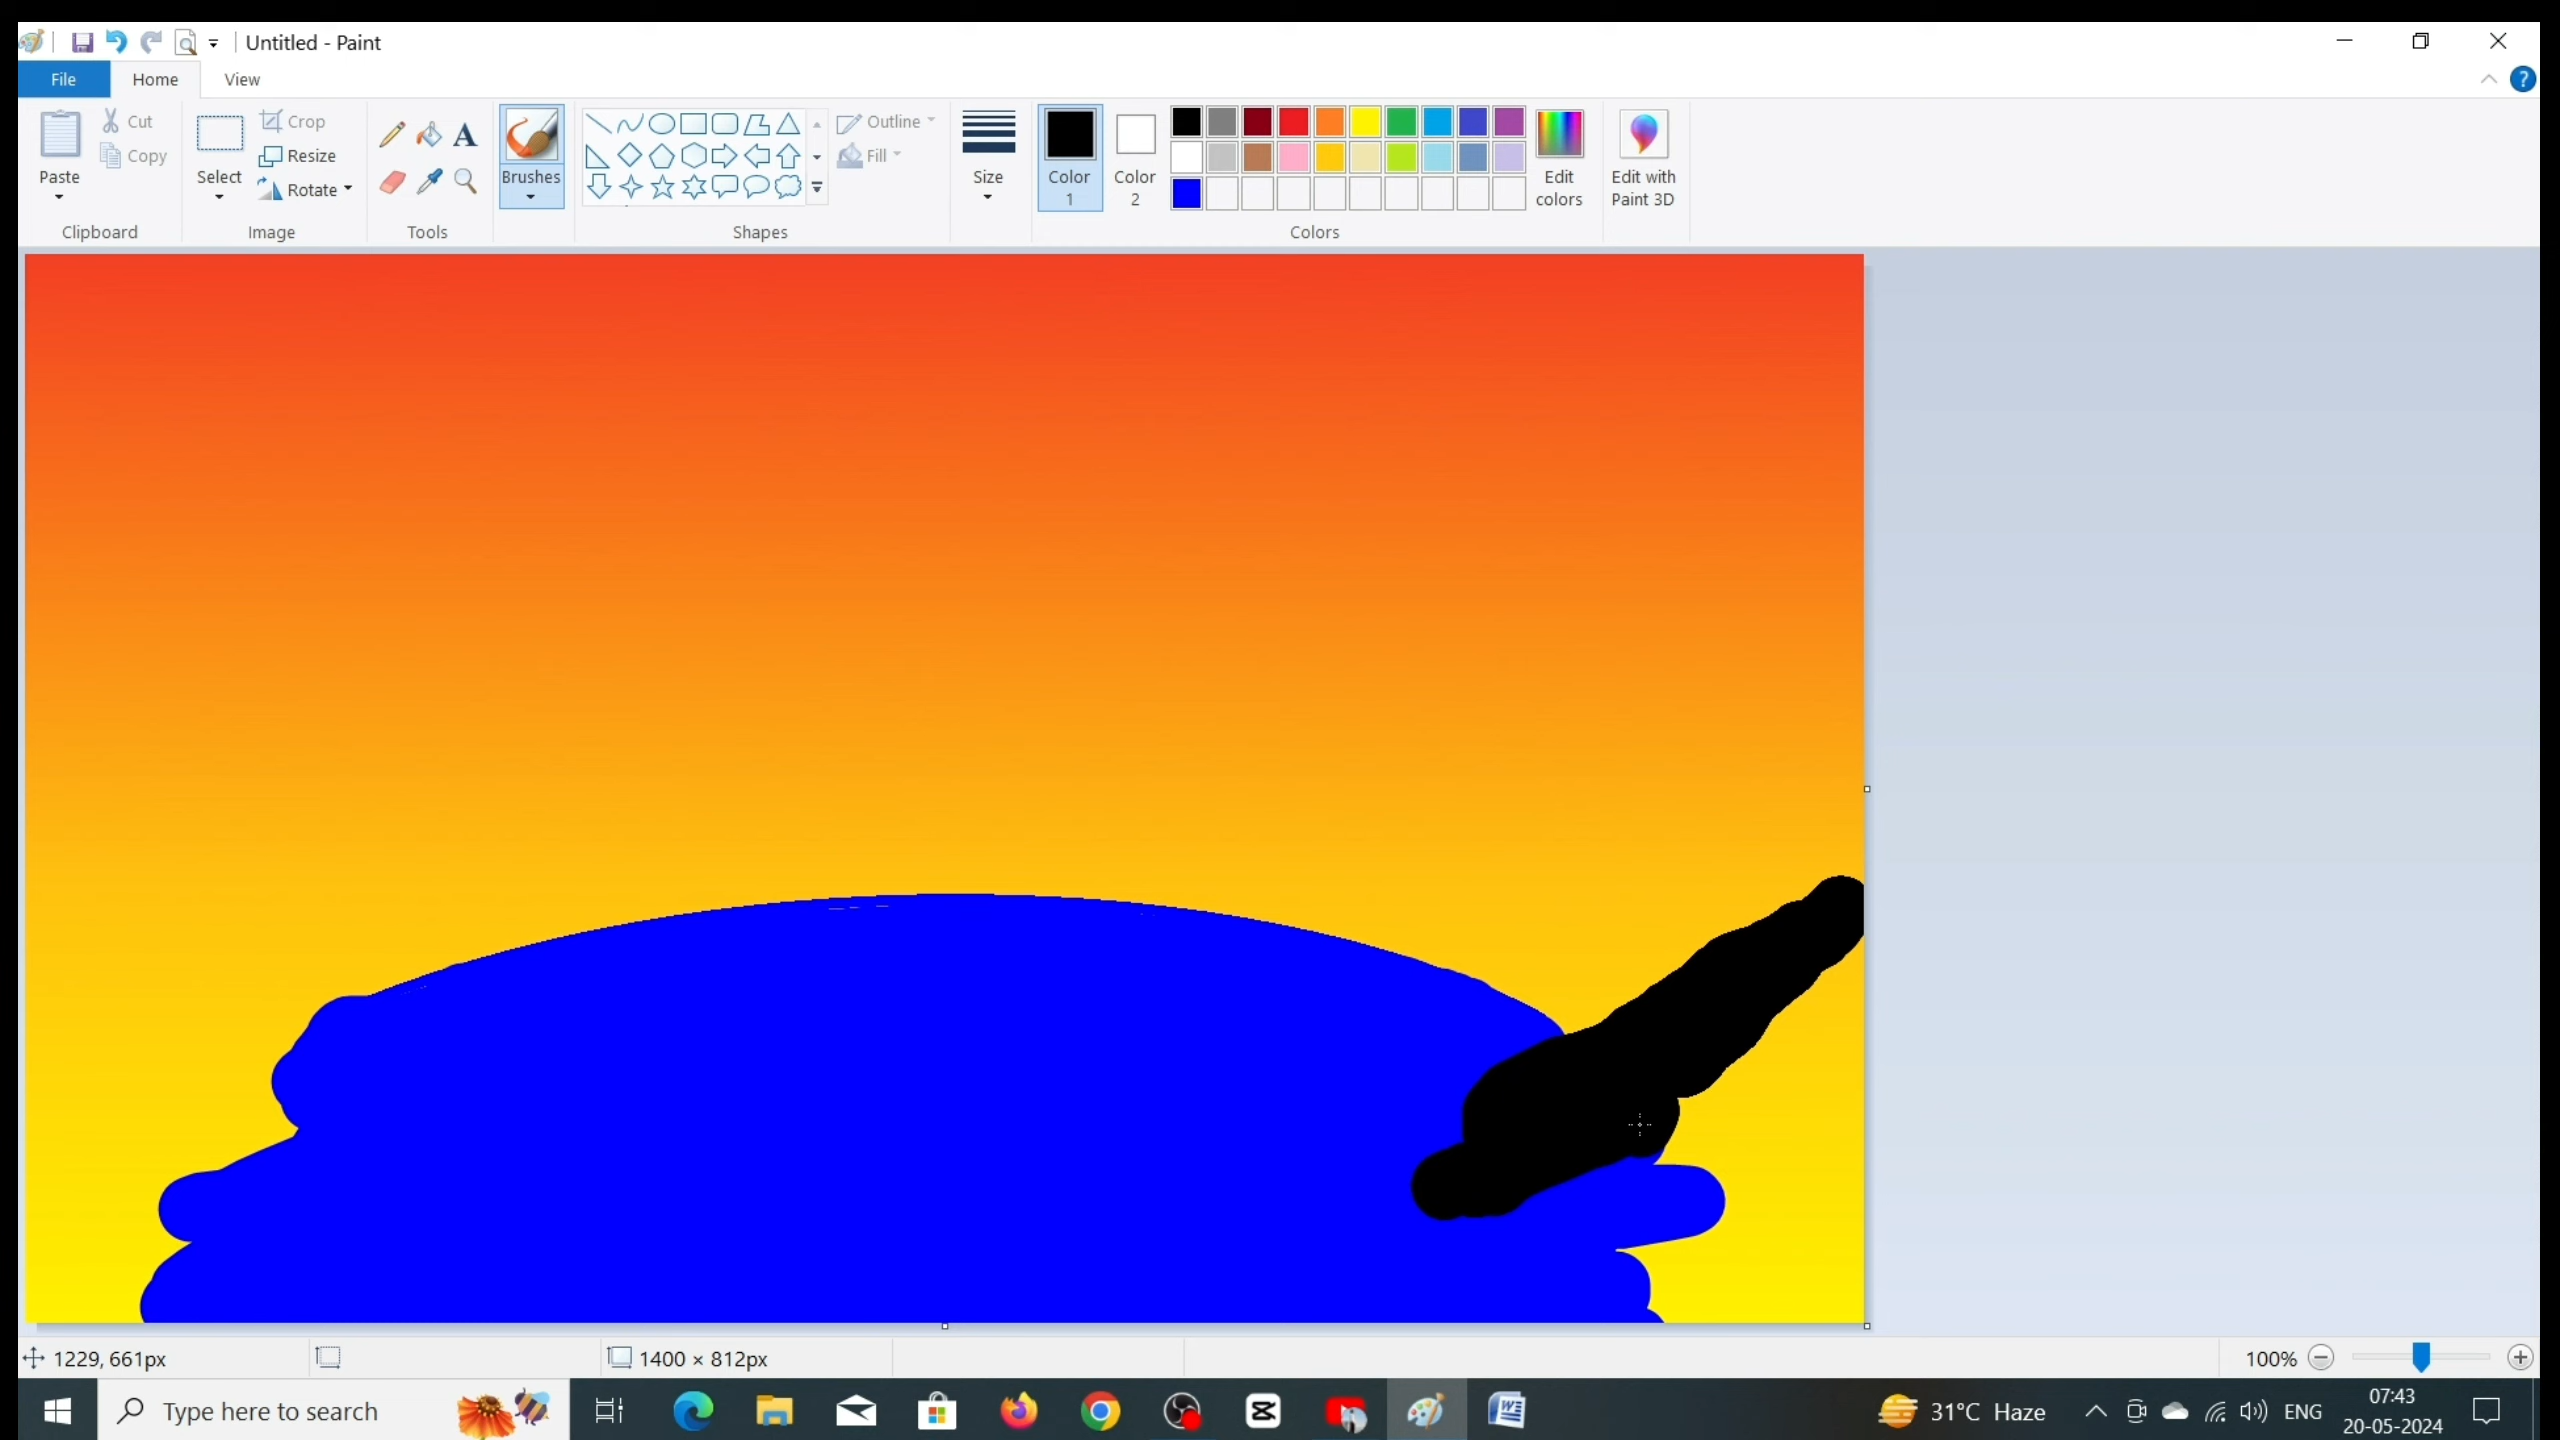 Untitled - Paint
File Home View
Paste
Cut
Copy
Clipboard
Select
Crop
Resize
Rotate
Image
A
Tools
Brushes
Outline
Fill
Shapes
Size
Color
1
Color
2
Edit
colors
Colors
Edit with
Paint 3D
?
1229, 661px
1400 × 812px
100%
Type here to search
31°C Haze
ENG
07:43
20-05-2024